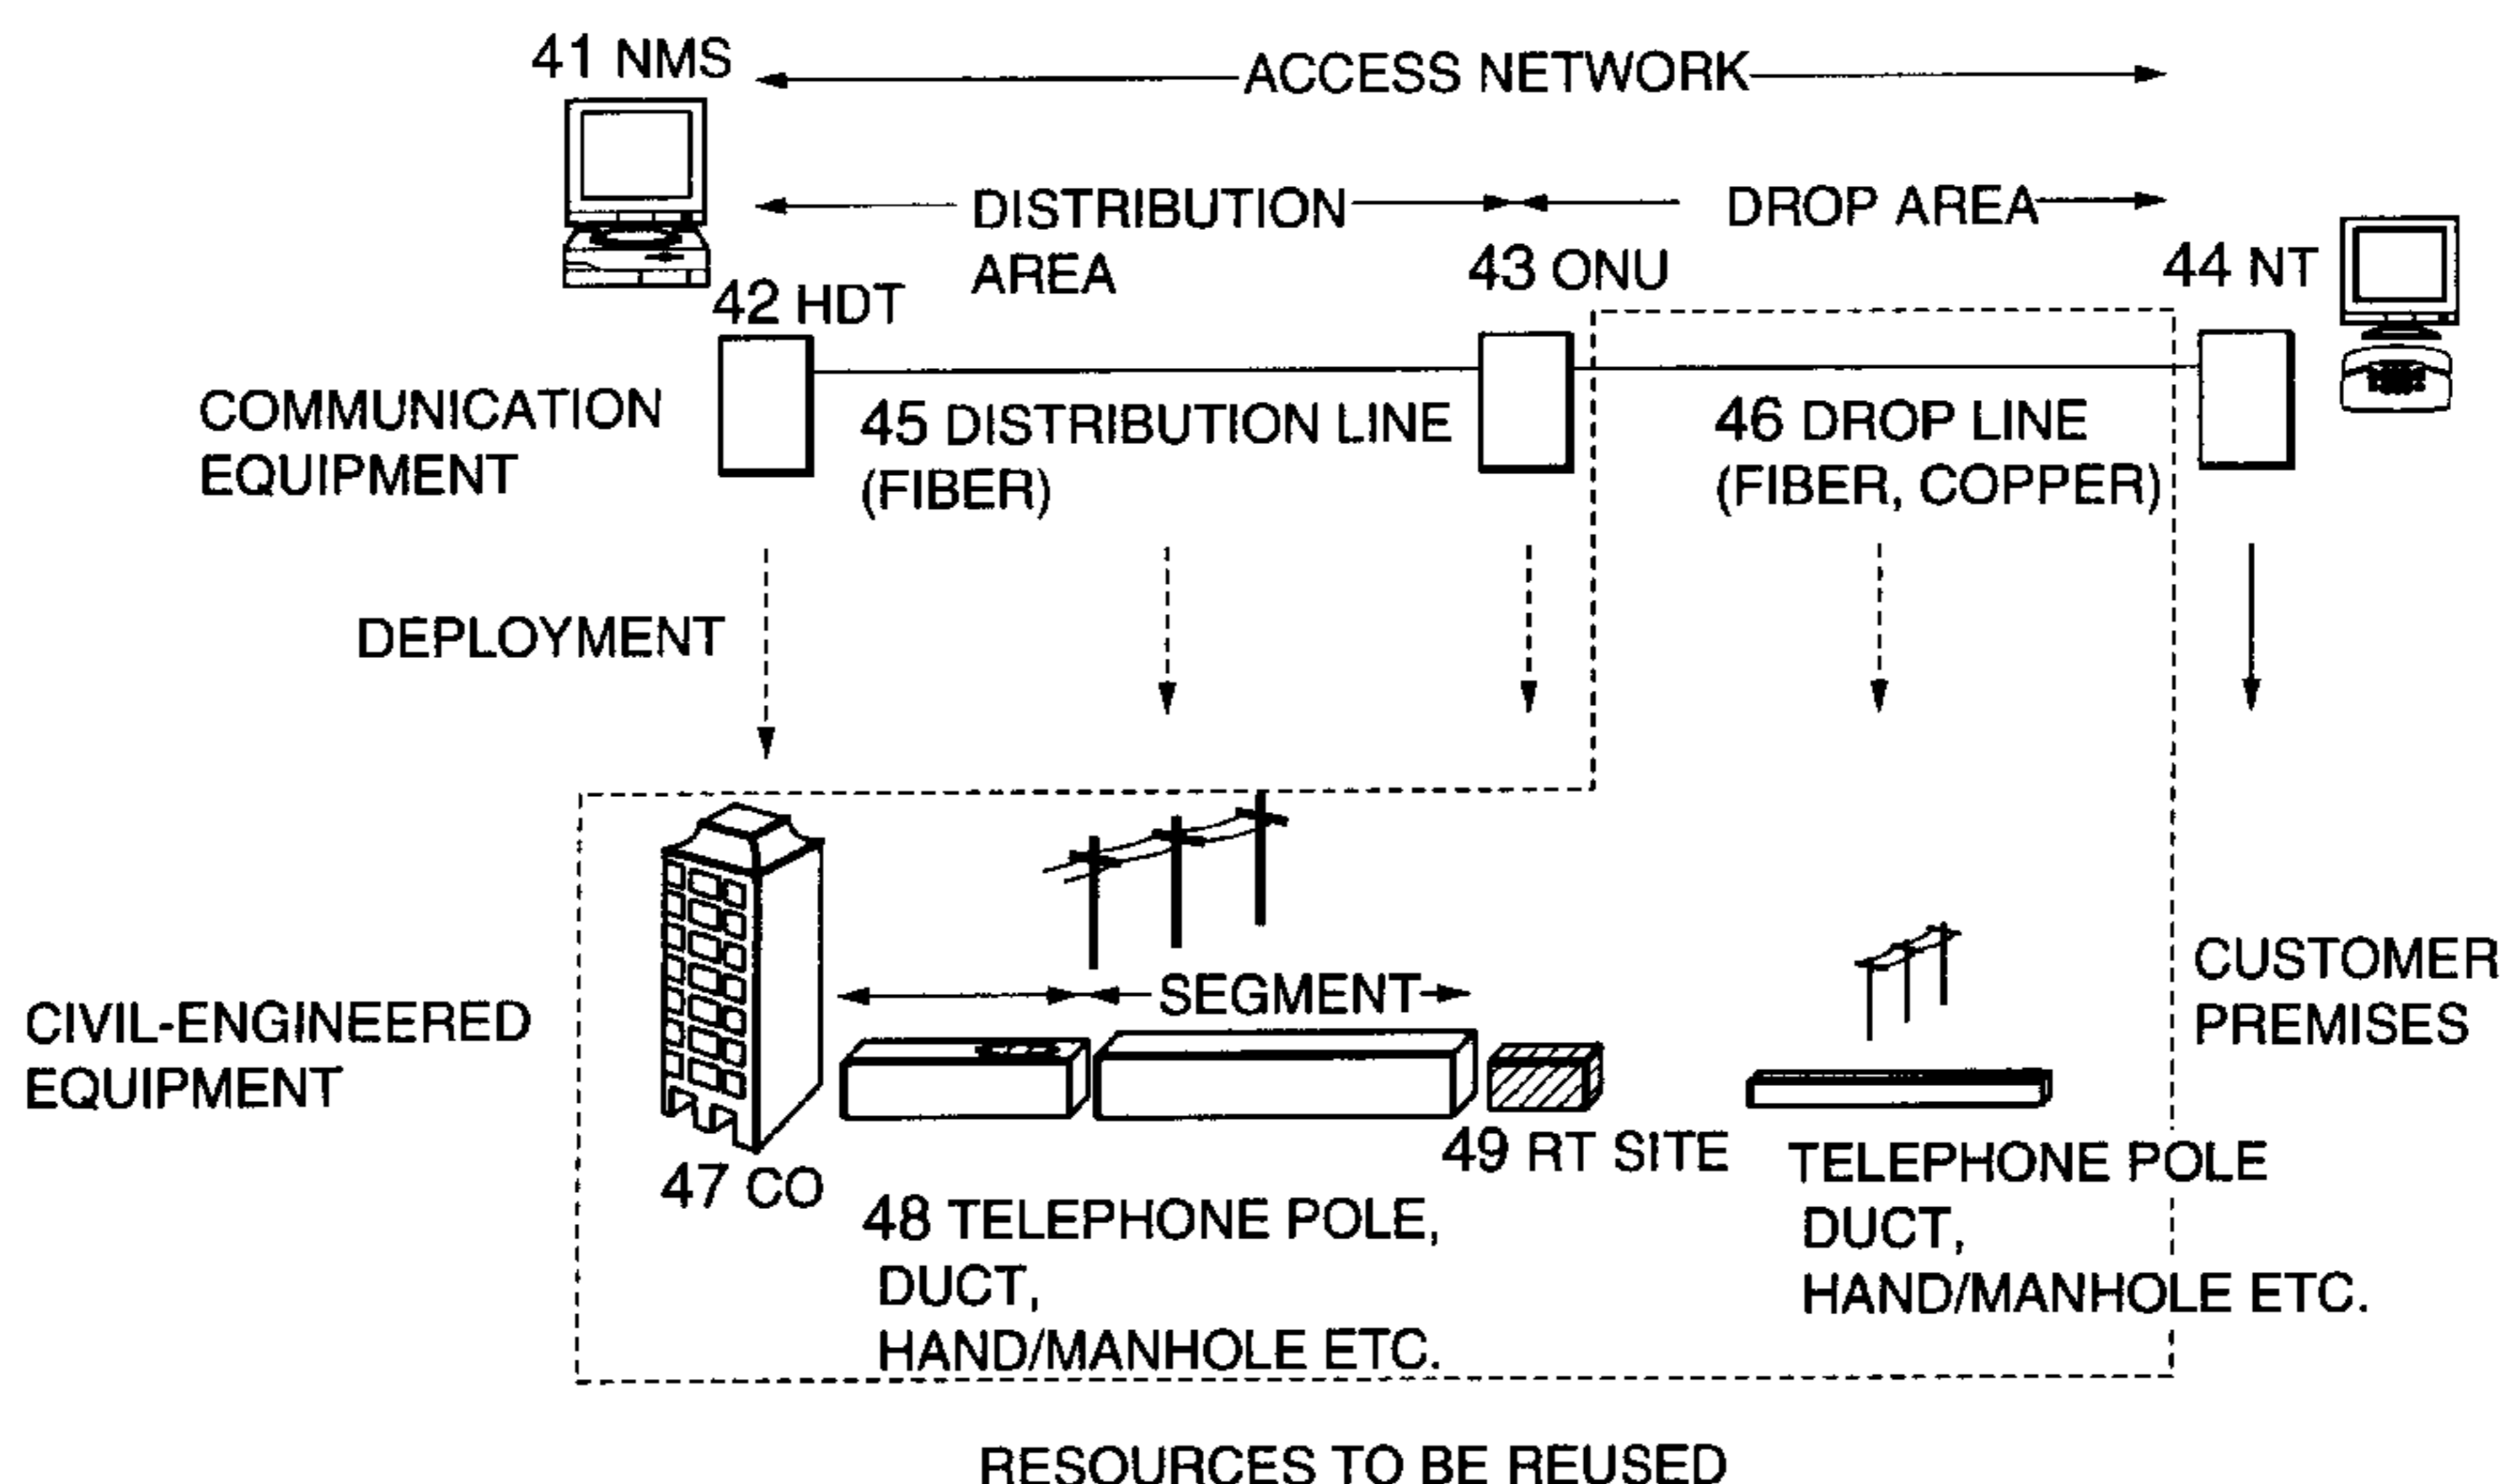 41 NMS
ACCESS NETWORK
DISTRIBUTION
AREA
DROP AREA
42 HDT
43 ONU
44 NT
COMMUNICATION
EQUIPMENT
45 DISTRIBUTION LINE
(FIBER)
46 DROP LINE
(FIBER, COPPER)
DEPLOYMENT
CIVIL-ENGINEERED
EQUIPMENT
SEGMENT
CUSTOMER
PREMISES
47 CO
48 TELEPHONE POLE,
DUCT,
HAND/MANHOLE ETC.
49 RT SITE
TELEPHONE POLE
DUCT,
HAND/MANHOLE ETC.
RESOURCES TO BE REUSED